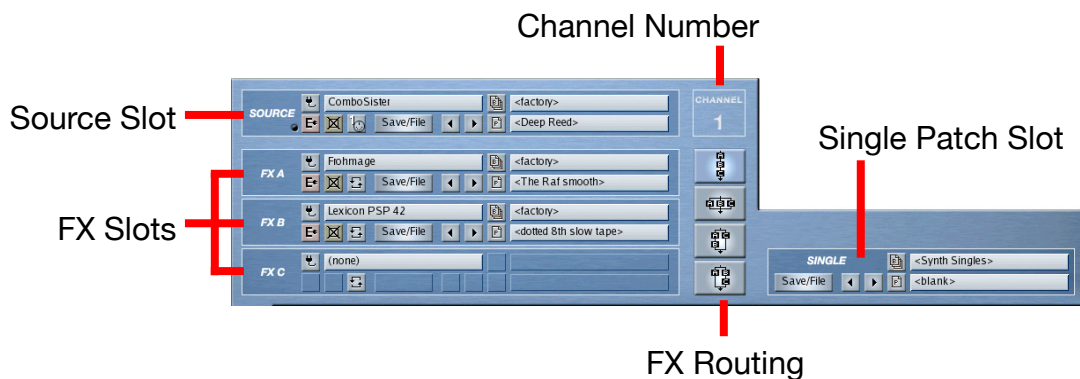 Channel Number
Source Slot
SOURCE
ComboSister
<factory>
E
Save/File
<Deep Reed>
CHANNEL
1
Single Patch Slot
FX Slots
FX A
Frohmage
<factory>
E
Save/File
<The Raf smooth>
FX B
Lexicon PSP 42
<factory>
E
Save/File
<dotted 8th slow tape>
FX C
(none)
SINGLE
<Synth Singles>
Save/File
<blank>
FX Routing